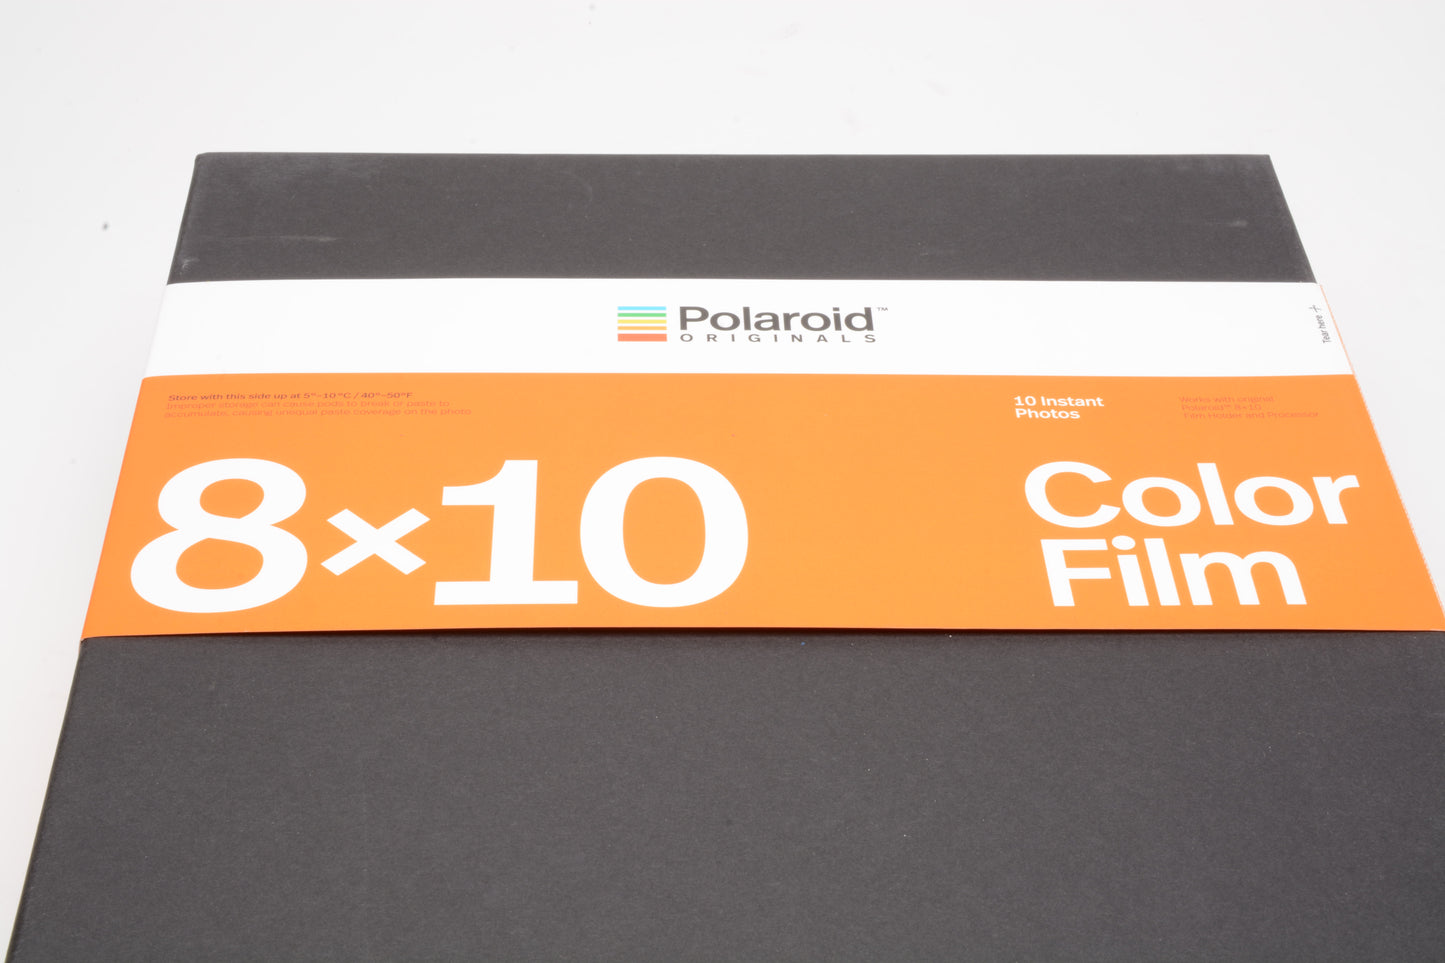 Polaroid™
ORIGINALS
Tear here
Store with this side up at 5°–10°C / 40°–50°F
Improper storage can cause pods to break or paste to
accumulate, causing unequal paste coverage on the photo
10 Instant
Photos
Works with original
Polaroid™ 8×10
Film Holder and Processor
8×10
Color
Film